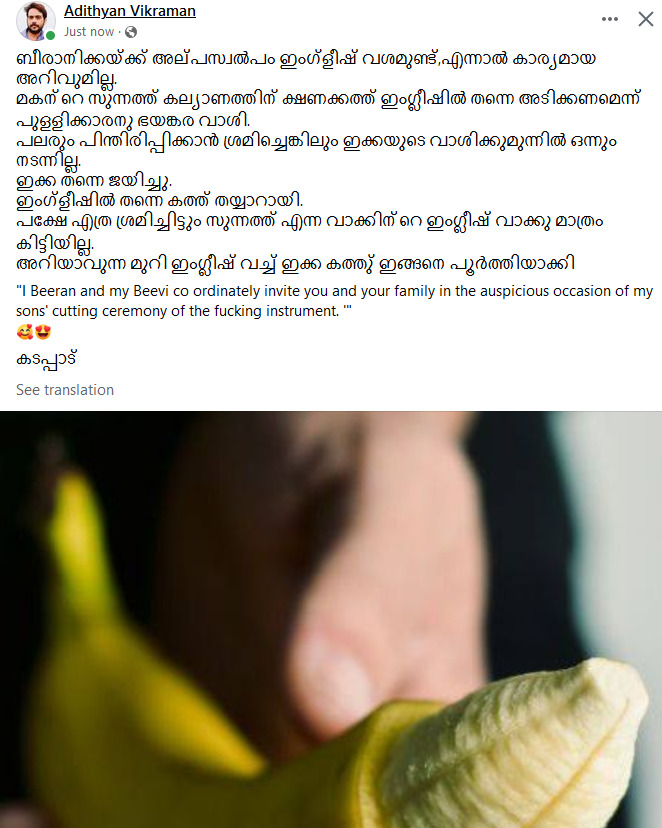 Adithyan Vikraman
Just now ·
ബീരാനിക്കയ്ക്ക് അല്പസ്വൽപം ഇംഗ്ളീഷ് വശമുണ്ട്,എന്നാൽ കാര്യമായ
അറിവുമില്ല.
മകന് റെ സുന്നത്ത് കല്യാണത്തിന് ക്ഷണക്കത്ത് ഇംഗ്ലീഷിൽ തന്നെ അടിക്കണമെന്ന്
പുള്ളിക്കാരനു ഭയങ്കര വാശി.
പലരും പിന്തിരിപ്പിക്കാൻ ശ്രമിച്ചെങ്കിലും ഇക്കയുടെ വാശിക്കുമുന്നിൽ ഒന്നും
നടന്നില്ല.
ഇക്ക തന്നെ ജയിച്ചു.
ഇംഗ്ളീഷിൽ തന്നെ കത്ത് തയ്യാറായി.
പക്ഷേ എത്ര ശ്രമിച്ചിട്ടും സുന്നത്ത് എന്ന വാക്കിന് റെ ഇംഗ്ലീഷ് വാക്കു മാത്രം
കിട്ടിയില്ല.
അറിയാവുന്ന മുറി ഇംഗ്ലീഷ് വച്ച് ഇക്ക കത്തു് ഇങ്ങനെ പൂർത്തിയാക്കി
"I Beeran and my Beevi co ordinately invite you and your family in the auspicious occasion of my
sons' cutting ceremony of the fucking instrument. '"
🥰😍
കടപ്പാട്
See translation